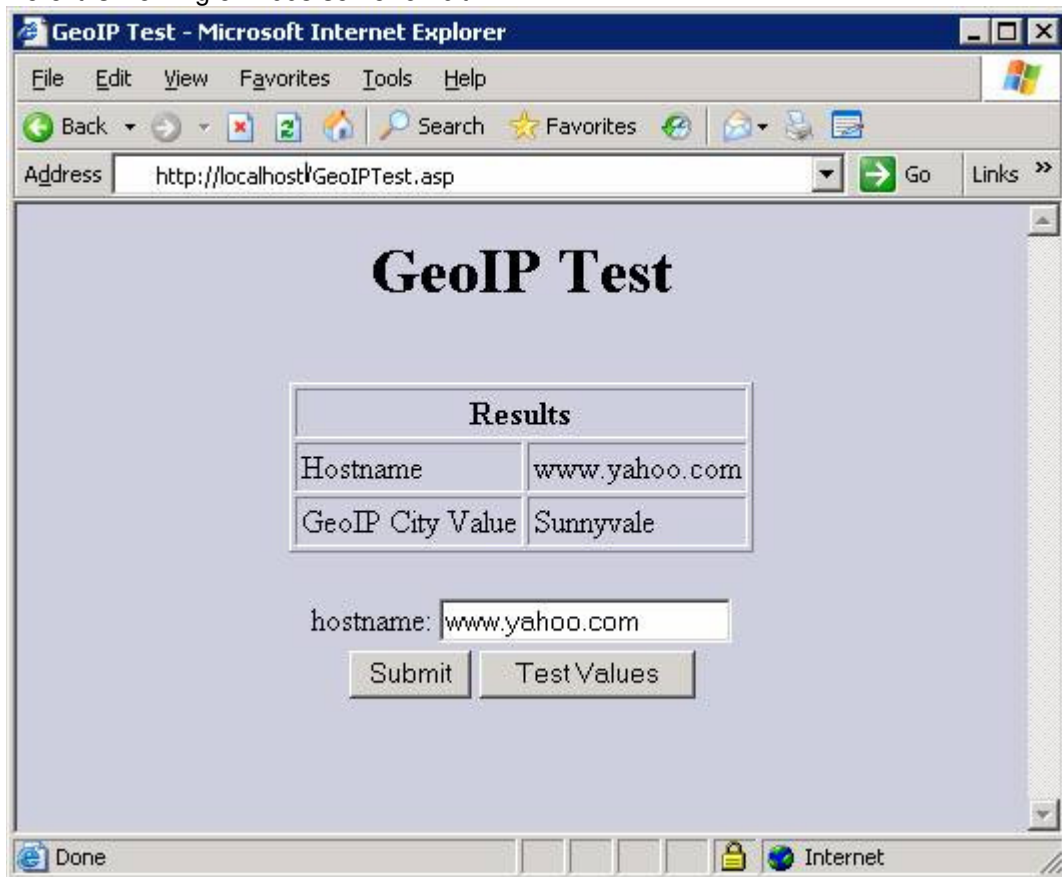 GeoIP Test - Microsoft Internet Explorer
File Edit View Favorites Tools Help
Back Search Favorites
Address http://localhost/GeoIPTest.asp Go Links »
GeoIP Test
Results
Hostname www.yahoo.com
GeoIP City Value Sunnyvale
hostname: www.yahoo.com
Submit Test Values
Done Internet